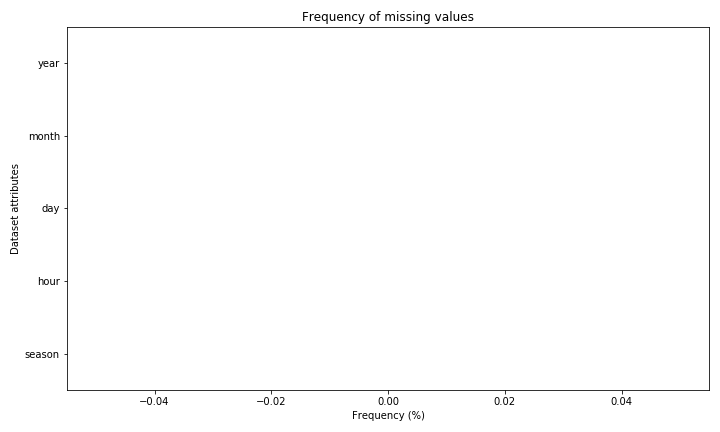 Frequency of missing values
year
month
day
hour
season
Dataset attributes
−0.04
−0.02
0.00
0.02
0.04
Frequency (%)